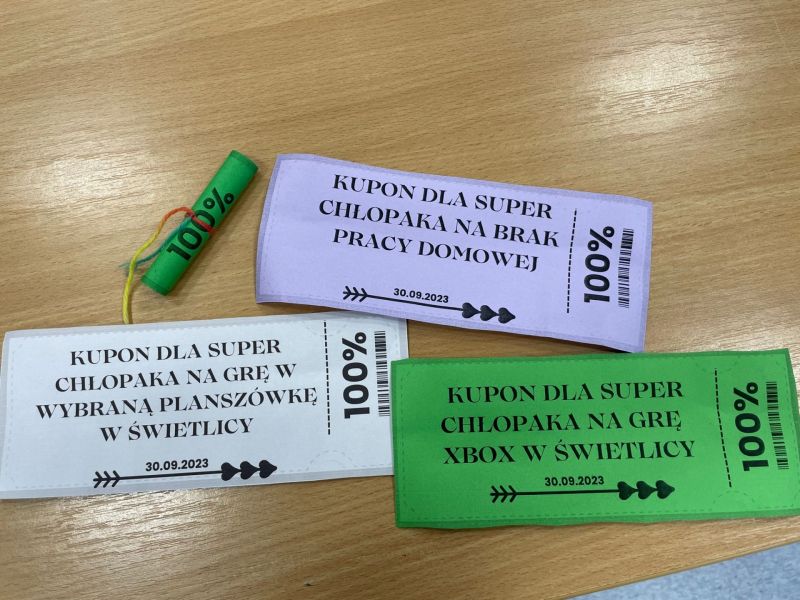 100%
KUPON DLA SUPER
CHŁOPAKA NA BRAK
PRACY DOMOWEJ
30.09.2023
100%
KUPON DLA SUPER
CHŁOPAKA NA GRĘ W
WYBRANĄ PLANSZÓWKĘ
W ŚWIETLICY
30.09.2023
100%
KUPON DLA SUPER
CHŁOPAKA NA GRĘ
XBOX W ŚWIETLICY
30.09.2023
100%